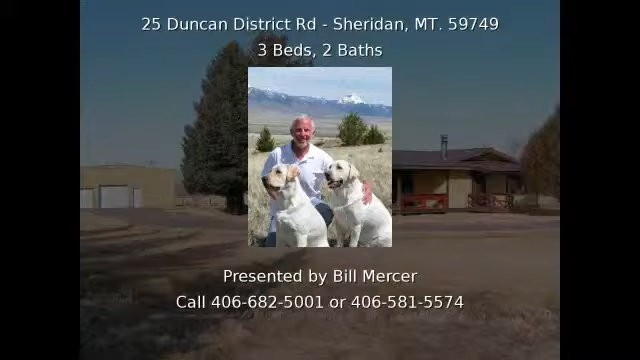 25 Duncan District Rd - Sheridan, MT. 59749
3 Beds, 2 Baths
Presented by Bill Mercer
Call 406-682-5001 or 406-581-5574